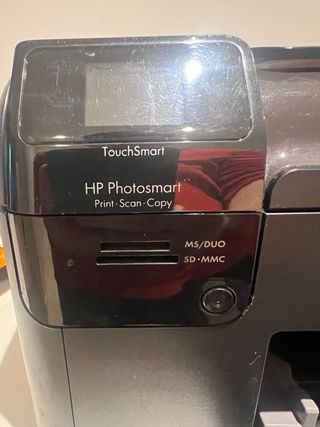 TouchSmart
HP Photosmart
Print·Scan·Copy
MS/DUO
SD·MMC